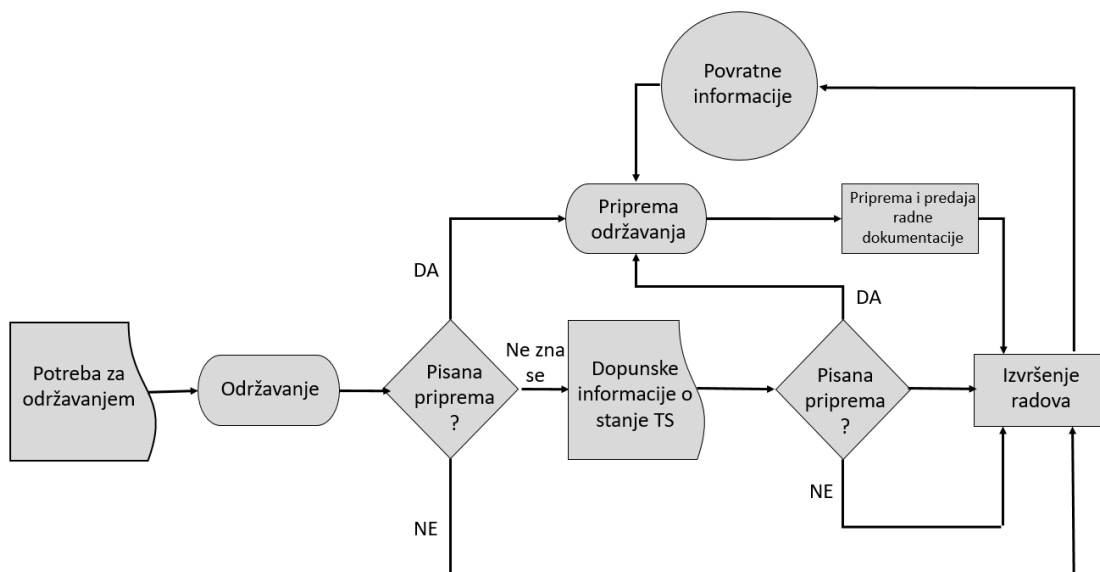 Povratne
informacije
Priprema
održavanja
Priprema i predaja
radne
dokumentacije
DA
DA
Potreba za
održavanjem
Održavanje
Pisana
priprema
?
Ne zna
se
Dopunske
informacije o
stanje TS
Pisana
priprema
?
Izvršenje
radova
NE
NE